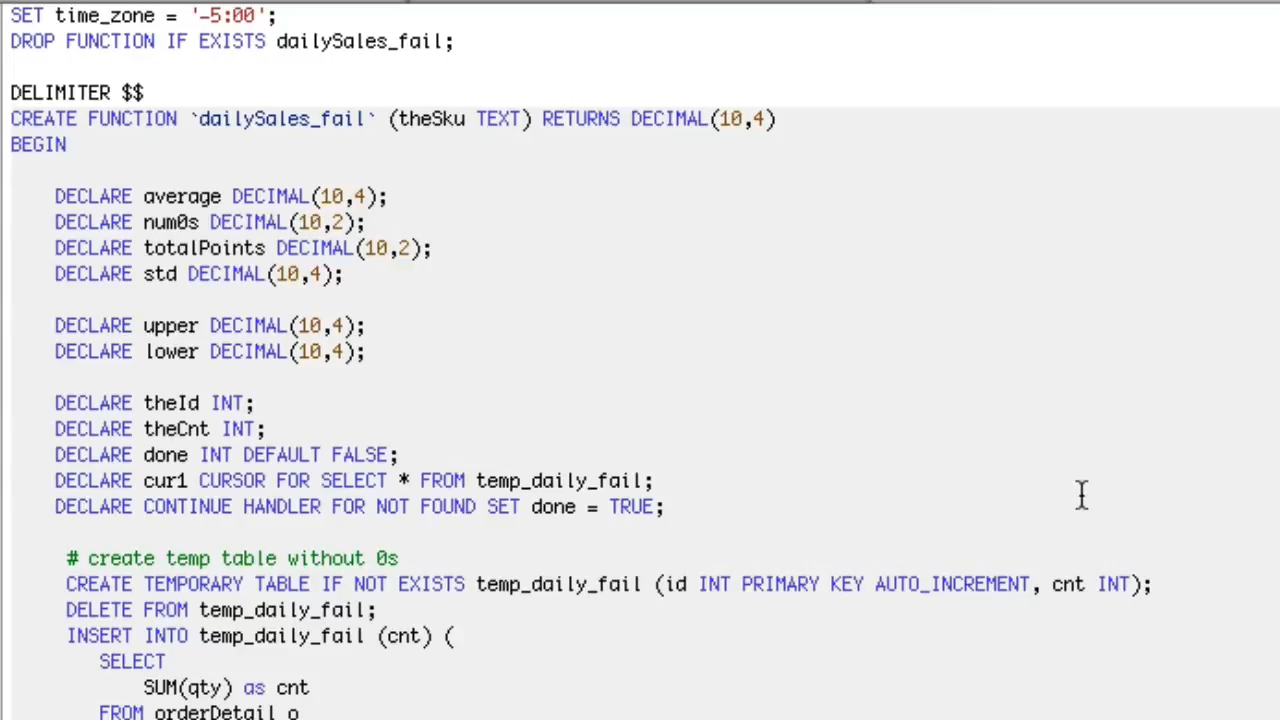 SET time_zone = '-5:00';
DROP FUNCTION IF EXISTS dailySales_fail;
DELIMITER $$
CREATE FUNCTION `dailySales_fail` (theSku TEXT) RETURNS DECIMAL(10,4)
BEGIN
DECLARE average DECIMAL(10,4);
DECLARE num0s DECIMAL(10,2);
DECLARE totalPoints DECIMAL(10,2);
DECLARE std DECIMAL(10,4);
DECLARE upper DECIMAL(10,4);
DECLARE lower DECIMAL(10,4);
DECLARE theId INT;
DECLARE theCnt INT;
DECLARE done INT DEFAULT FALSE;
DECLARE cur1 CURSOR FOR SELECT * FROM temp_daily_fail;
DECLARE CONTINUE HANDLER FOR NOT FOUND SET done = TRUE;
# create temp table without 0s
CREATE TEMPORARY TABLE IF NOT EXISTS temp_daily_fail (id INT PRIMARY KEY AUTO_INCREMENT, cnt INT);
DELETE FROM temp_daily_fail;
INSERT INTO temp_daily_fail (cnt) (
SELECT
SUM(qty) as cnt
FROM orderDetail o